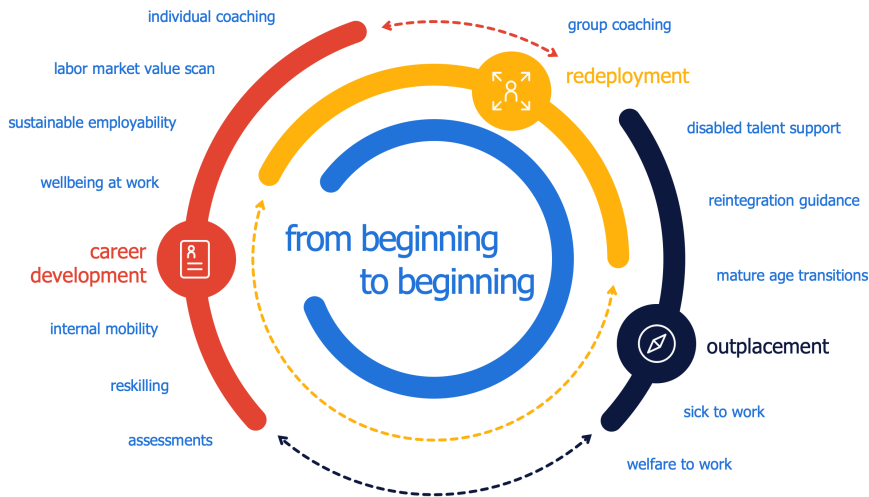 individual coaching
group coaching
labor market value scan
redeployment
sustainable employability
disabled talent support
wellbeing at work
reintegration guidance
from beginning
to beginning
career
development
mature age transitions
internal mobility
outplacement
reskilling
sick to work
assessments
welfare to work